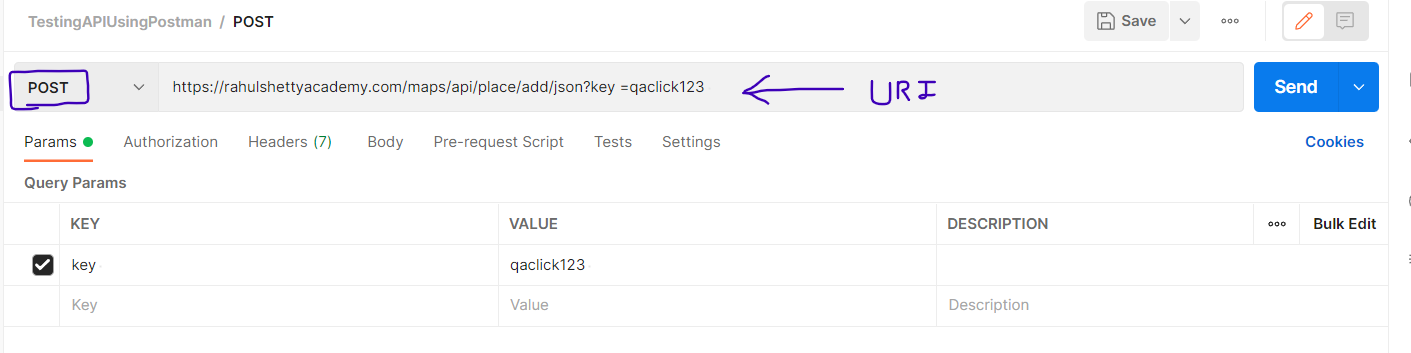 TestingAPIUsingPostman / POST Save
POST https://rahulshettyacademy.com/maps/api/place/add/json?key =qaclick123 URI Send
Params Authorization Headers (7) Body Pre-request Script Tests Settings Cookies
Query Params
KEY VALUE DESCRIPTION Bulk Edit
key qaclick123
Key Value Description